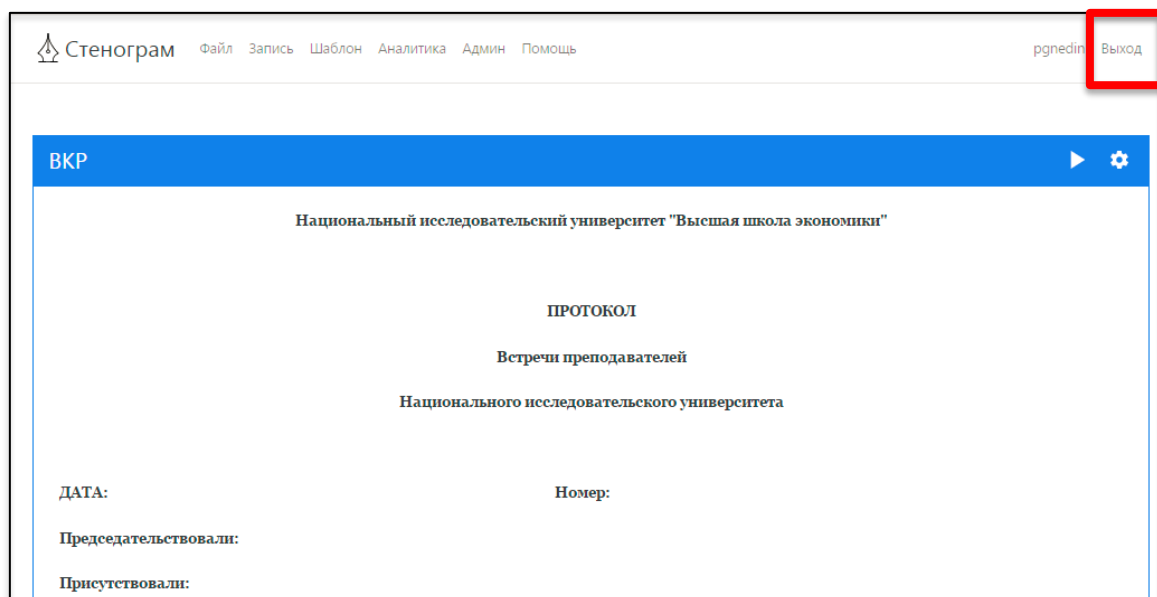 Стенограм Файл Запись Шаблон Аналитика Админ Помощь pgnedin Выход
ВКР
Национальный исследовательский университет "Высшая школа экономики"
ПРОТОКОЛ
Встречи преподавателей
Национального исследовательского университета
ДАТА: Номер:
Председательствовали:
Присутствовали: